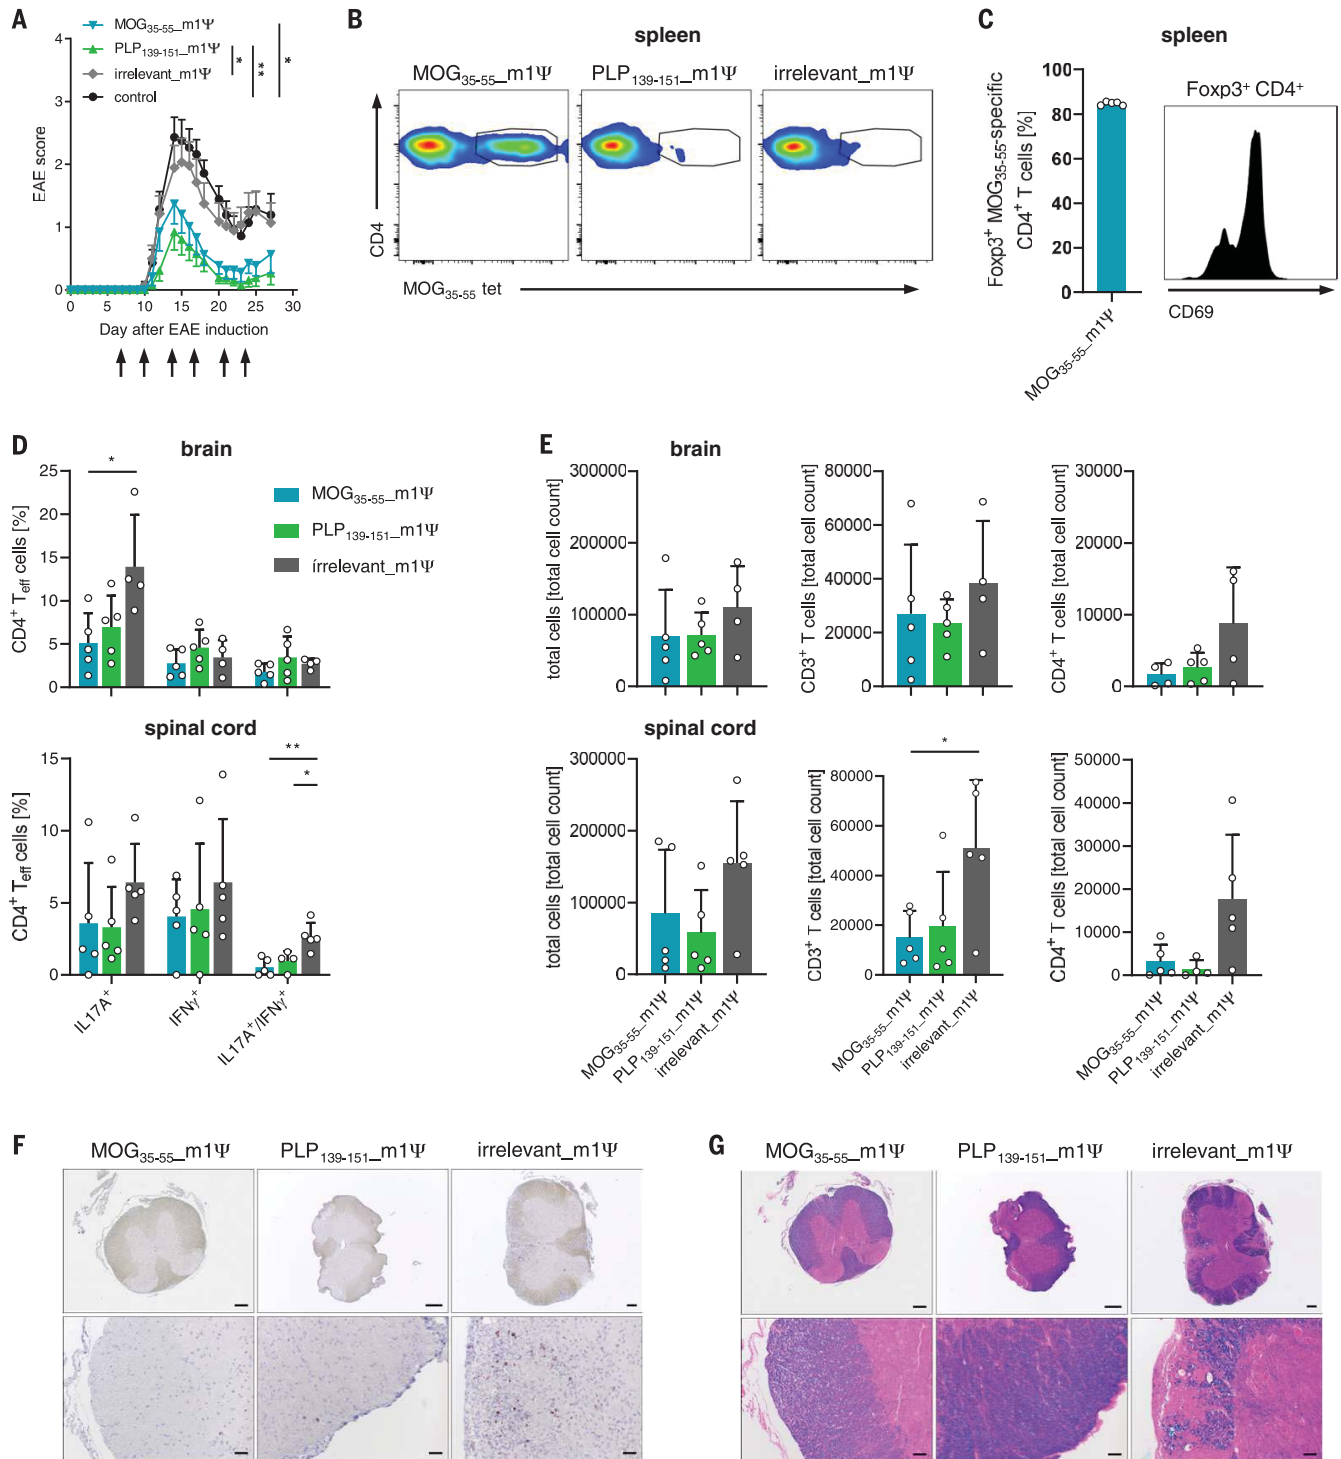 A
MOG35-55_m1Ψ
PLP139-151_m1Ψ
irrelevant_m1Ψ
control
*
**
*
EAE score
4
3
2
1
0
0 5 10 15 20 25 30
Day after EAE induction
B
spleen
MOG35-55_m1Ψ PLP139-151_m1Ψ irrelevant_m1Ψ
CD4
MOG35-55 tet
C
spleen
Foxp3+ MOG35-55-specific
CD4+ T cells [%]
100
80
60
40
20
0
MOG35-55_m1Ψ
Foxp3+ CD4+
CD69
D
brain
CD4+ Teff cells [%]
25
20
15
10
5
0
*
MOG35-55_m1Ψ
PLP139-151_m1Ψ
írrelevant_m1Ψ
spinal cord
CD4+ Teff cells [%]
15
10
5
0
**
*
IL17A+
IFNγ+
IL17A+/IFNγ+
E
brain
total cells [total cell count]
300000
200000
100000
0
CD3+ T cells [total cell count]
80000
60000
40000
20000
0
CD4+ T cells [total cell count]
30000
20000
10000
0
spinal cord
total cells [total cell count]
300000
200000
100000
0
MOG35-55_m1Ψ
PLP139-151_m1Ψ
irrelevant_m1Ψ
CD3+ T cells [total cell count]
80000
60000
40000
20000
0
*
MOG35-55_m1Ψ
PLP139-151_m1Ψ
irrelevant_m1Ψ
CD4+ T cells [total cell count]
50000
40000
30000
20000
10000
0
MOG35-55_m1Ψ
PLP139-151_m1Ψ
irrelevant_m1Ψ
F
MOG35-55_m1Ψ PLP139-151_m1Ψ irrelevant_m1Ψ
G
MOG35-55_m1Ψ PLP139-151_m1Ψ irrelevant_m1Ψ